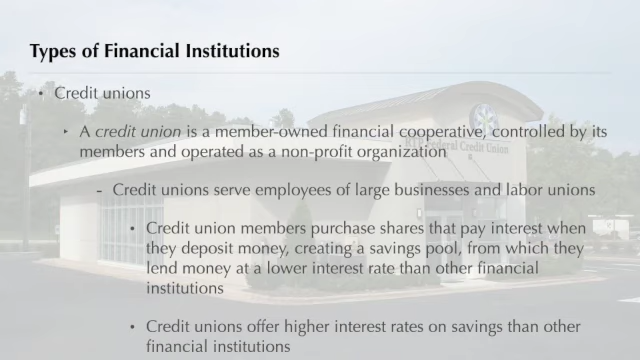 Types of Financial Institutions
• Credit unions
‣ A credit union is a member-owned financial cooperative, controlled by its
members and operated as a non-profit organization
- Credit unions serve employees of large businesses and labor unions
• Credit union members purchase shares that pay interest when
they deposit money, creating a savings pool, from which they
lend money at a lower interest rate than other financial
institutions
• Credit unions offer higher interest rates on savings than other
financial institutions
Federal Credit Union